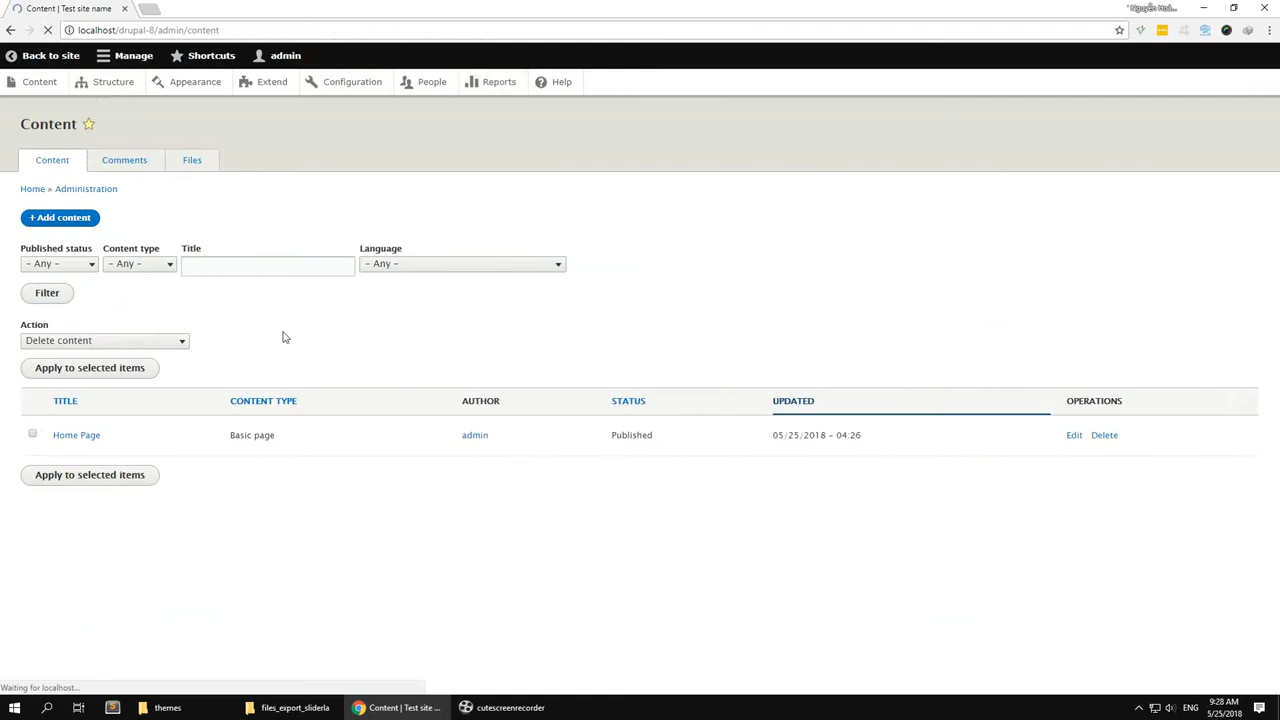 Content | Test site name
Nguyễn Hoà...
localhost/drupal-8/admin/content
Back to site Manage Shortcuts admin
Content Structure Appearance Extend Configuration People Reports Help
Content
Content Comments Files
Home » Administration
+ Add content
Published status Content type Title Language
- Any - - Any - - Any -
Filter
Action
Delete content
Apply to selected items
TITLE CONTENT TYPE AUTHOR STATUS UPDATED OPERATIONS
Home Page Basic page admin Published 05/25/2018 - 04:26 Edit Delete
Apply to selected items
Waiting for localhost...
themes files_export_sliderla Content | Test site ... cutescreenrecorder ENG 9:28 AM
5/25/2018